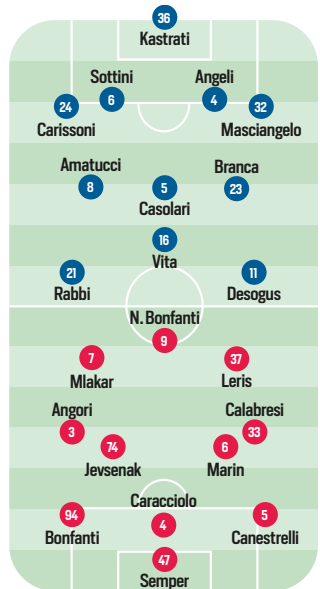 36
Kastrati
Sottini
Angeli
24
6
4
32
Carissoni
Masciangelo
Amatucci
Branca
8
5
23
Casolari
16
Vita
21
11
Rabbi
Desogus
N. Bonfanti
9
7
37
Mlakar
Leris
Angori
Calabresi
3
33
74
6
Jevsenak
Marin
Caracciolo
94
4
5
Bonfanti
Canestrelli
47
Semper